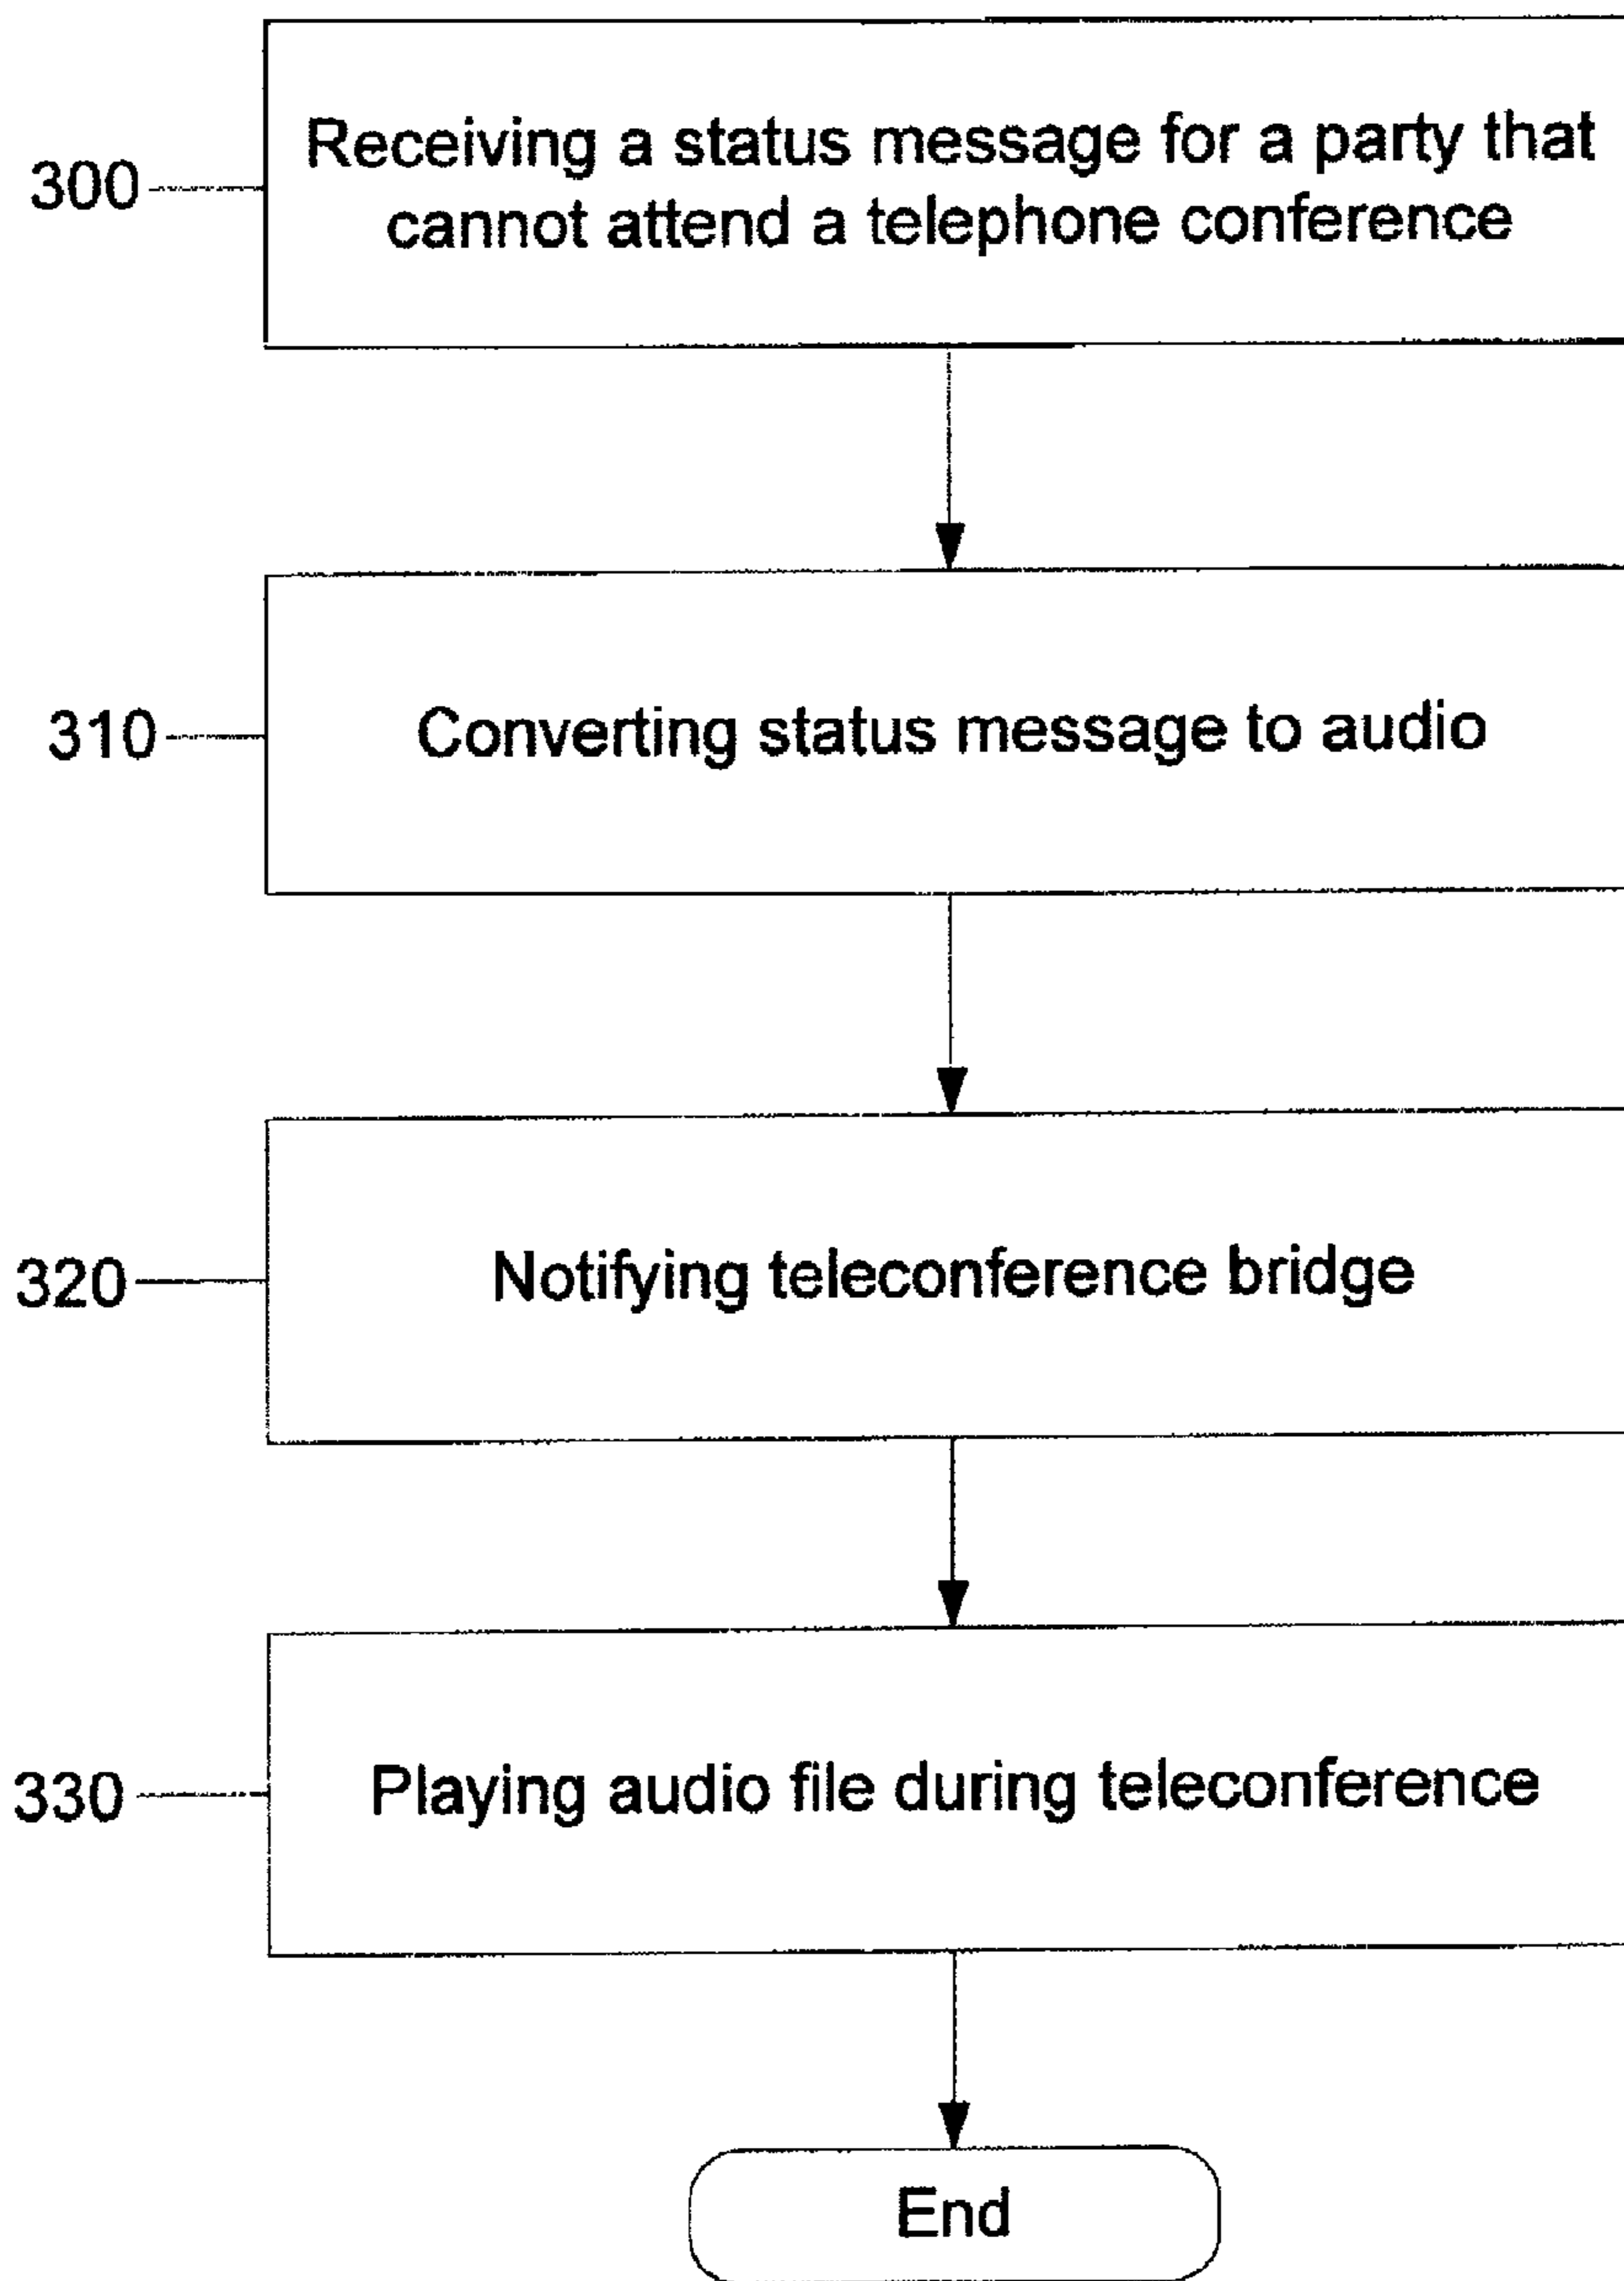 Receiving a status message for a party that
300
cannot attend a telephone conference
310
Converting status message to audio
320
Notifying teleconference bridge
330
Playing audio file during teleconference
End